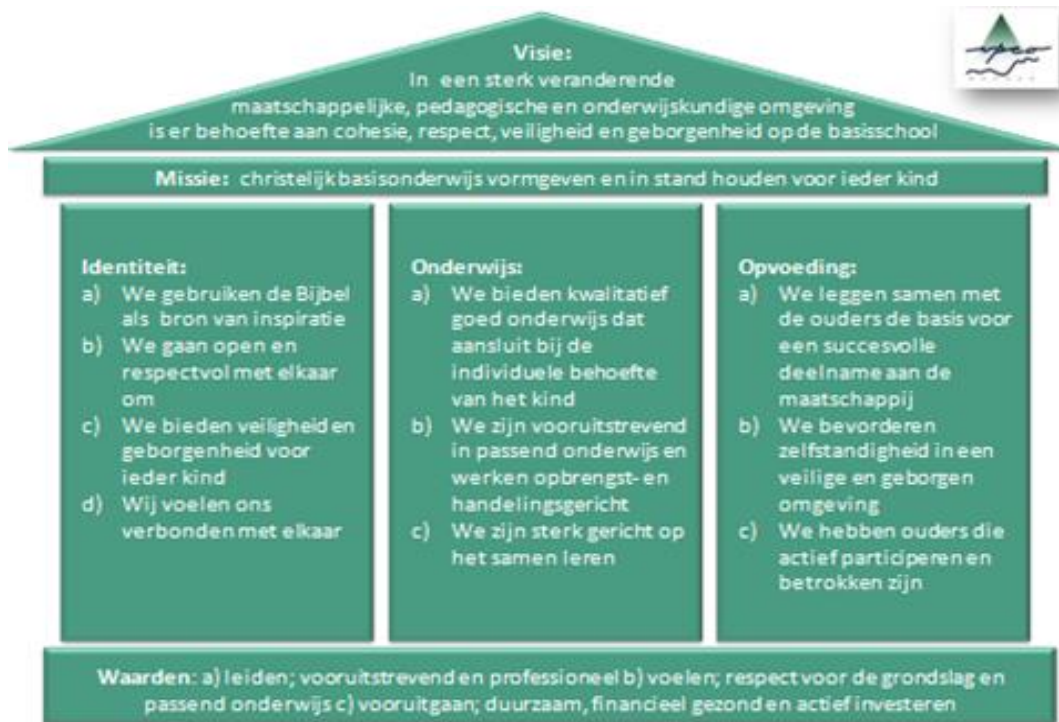 Visie:
In een sterk veranderende
maatschappelijke, pedagogische en onderwijskundige omgeving
is er behoefte aan cohesie, respect, veiligheid en geborgenheid op de basisschool
Missie: christelijk basisonderwijs vormgeven en in stand houden voor ieder kind
Identiteit:
a) We gebruiken de Bijbel
als bron van inspiratie
b) We gaan open en
respectvol met elkaar
om
c) We bieden veiligheid en
geborgenheid voor
ieder kind
d) Wij voelen ons
verbonden met elkaar
Onderwijs:
a) We bieden kwalitatief
goed onderwijs dat
aansluit bij de
individuele behoefte
van het kind
b) We zijn vooruitstrevend
in passend onderwijs en
werken opbrengst- en
handelingsgericht
c) We zijn sterk gericht op
het samen leren
Opvoeding:
a) We leggen samen met
de ouders de basis voor
een succesvolle
deelname aan de
maatschappij
b) We bevorderen
zelfstandigheid in een
veilige en geborgen
omgeving
c) We hebben ouders die
actief participeren en
betrokken zijn
Waarden: a) leiden; vooruitstrevend en professioneel b) voelen; respect voor de grondslag en
passend onderwijs c) vooruitgaan; duurzaam, financieel gezond en actief investeren